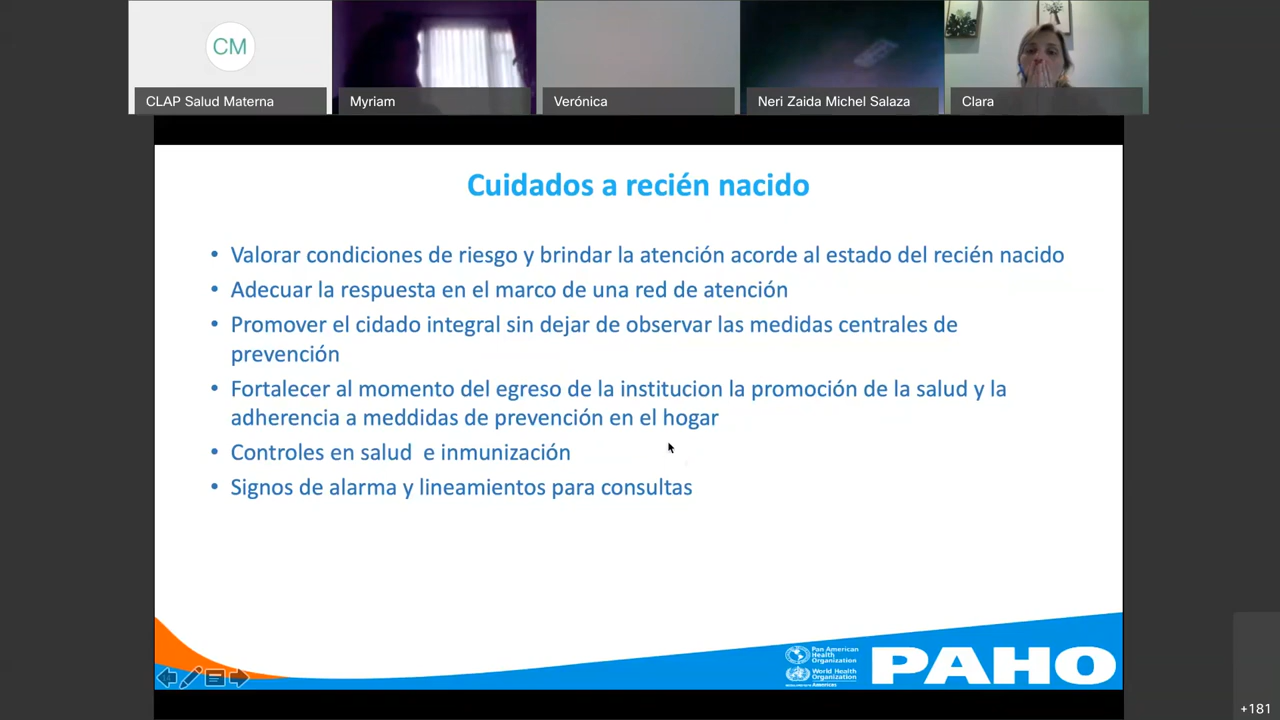 CM
CLAP Salud Materna
Myriam
Verónica
Neri Zaida Michel Salaza
Clara
Cuidados a recién nacido
• Valorar condiciones de riesgo y brindar la atención acorde al estado del recién nacido
• Adecuar la respuesta en el marco de una red de atención
• Promover el cidado integral sin dejar de observar las medidas centrales de
prevención
• Fortalecer al momento del egreso de la institucion la promoción de la salud y la
adherencia a meddidas de prevención en el hogar
• Controles en salud e inmunización
• Signos de alarma y lineamientos para consultas
Pan American
Health
Organization
World Health
Organization
Americas
PAHO
+181